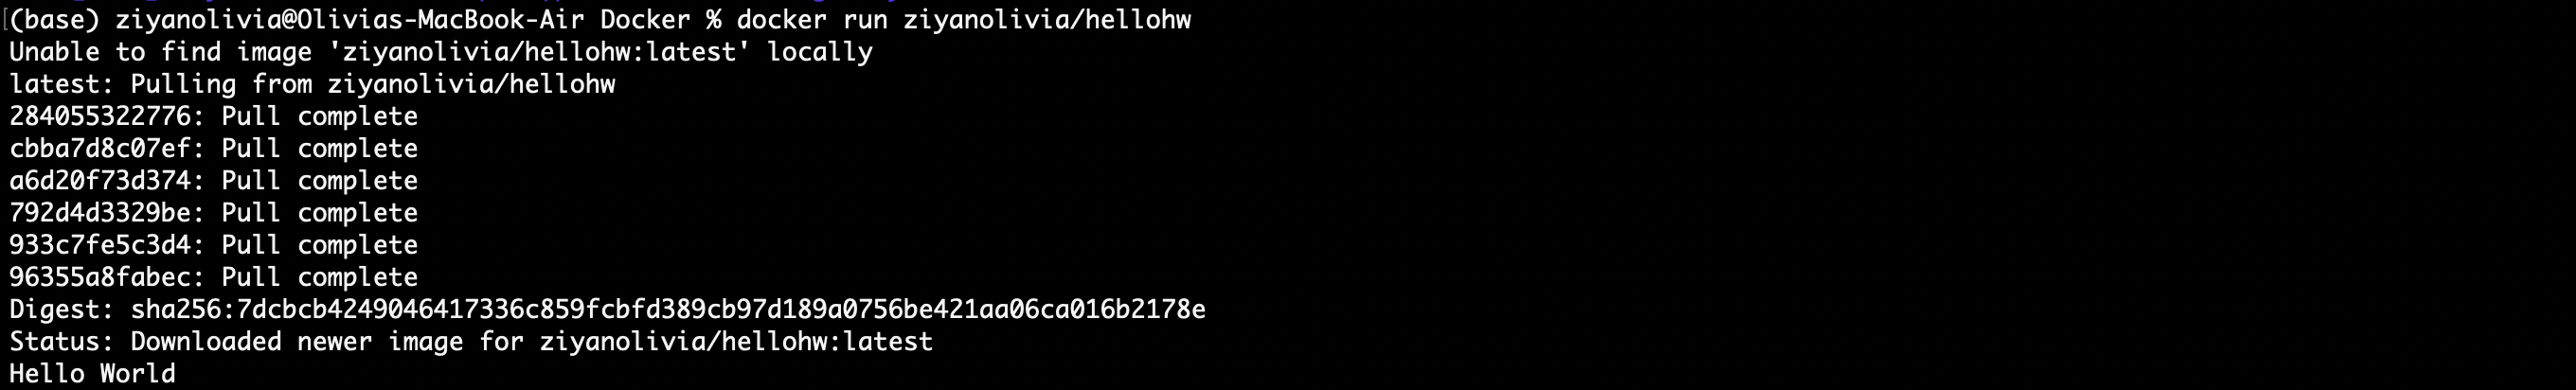 (base) ziyanolivia@Olivias-MacBook-Air Docker % docker run ziyanolivia/hellohw
Unable to find image 'ziyanolivia/hellohw:latest' locally
latest: Pulling from ziyanolivia/hellohw
284055322776: Pull complete
cbba7d8c07ef: Pull complete
a6d20f73d374: Pull complete
792d4d3329be: Pull complete
933c7fe5c3d4: Pull complete
96355a8fabec: Pull complete
Digest: sha256:7dcbcb4249046417336c859fcbfd389cb97d189a0756be421aa06ca016b2178e
Status: Downloaded newer image for ziyanolivia/hellohw:latest
Hello World